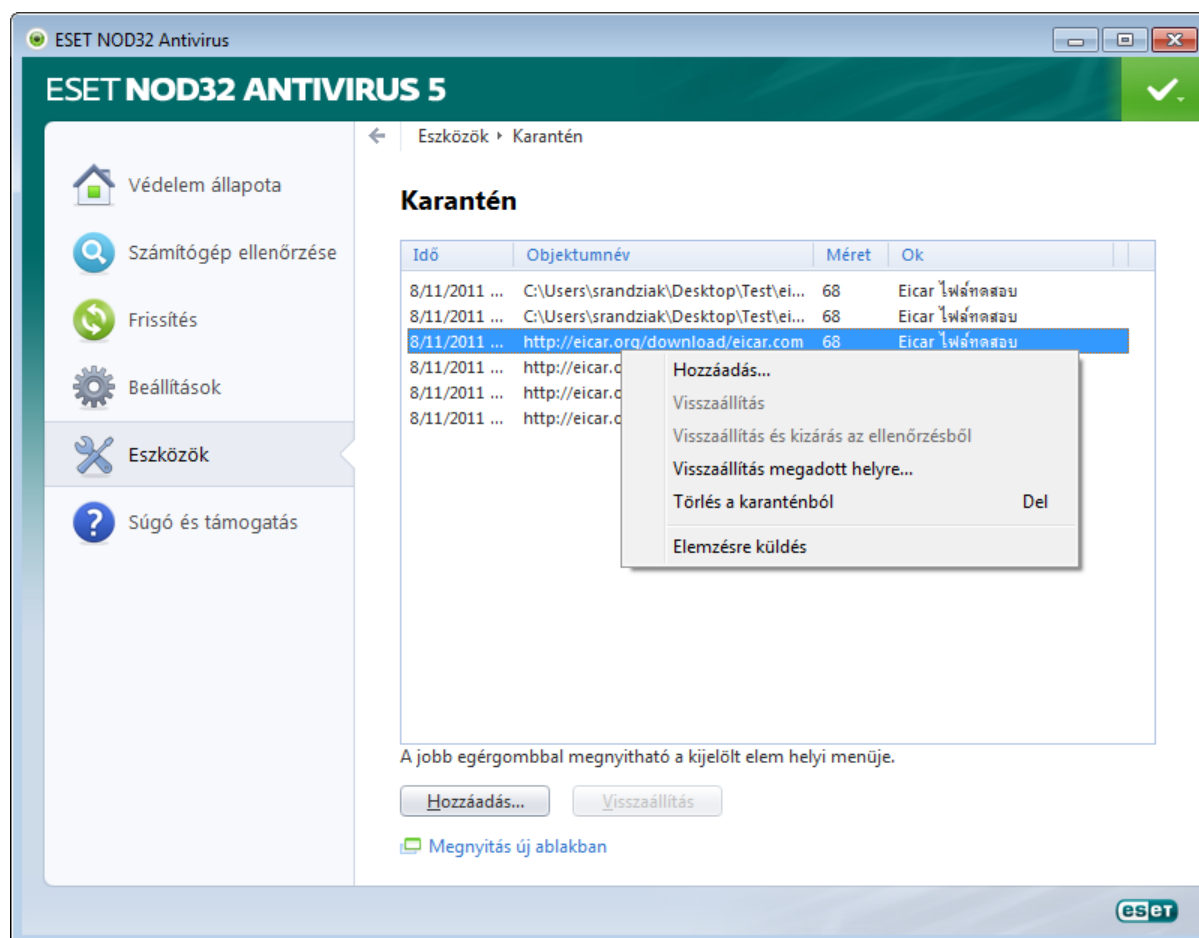 ESET NOD32 Antivirus
ESET NOD32 ANTIVIRUS 5
Eszközök Karantén
Védelem állapota
Számítógép ellenőrzése
Frissítés
Beállítások
Eszközök
Súgó és támogatás
Karantén
Idő Objektumnév Méret Ok
8/11/2011 ... C:\Users\srandziak\Desktop\Test\ei... 68 Eicar ไฟล์ทดสอบ
8/11/2011 ... C:\Users\srandziak\Desktop\Test\ei... 68 Eicar ไฟล์ทดสอบ
8/11/2011 ... http://eicar.org/download/eicar.com 68 Eicar ไฟล์ทดสอบ
8/11/2011 ... http://eicar.o
8/11/2011 ... http://eicar.o
8/11/2011 ... http://eicar.o
Hozzáadás...
Visszaállítás
Visszaállítás és kizárás az ellenőrzésből
Visszaállítás megadott helyre...
Törlés a karanténból Del
Elemzésre küldés
A jobb egérgombbal megnyitható a kijelölt elem helyi menüje.
Hozzáadás... Visszaállítás
Megnyitás új ablakban
eset